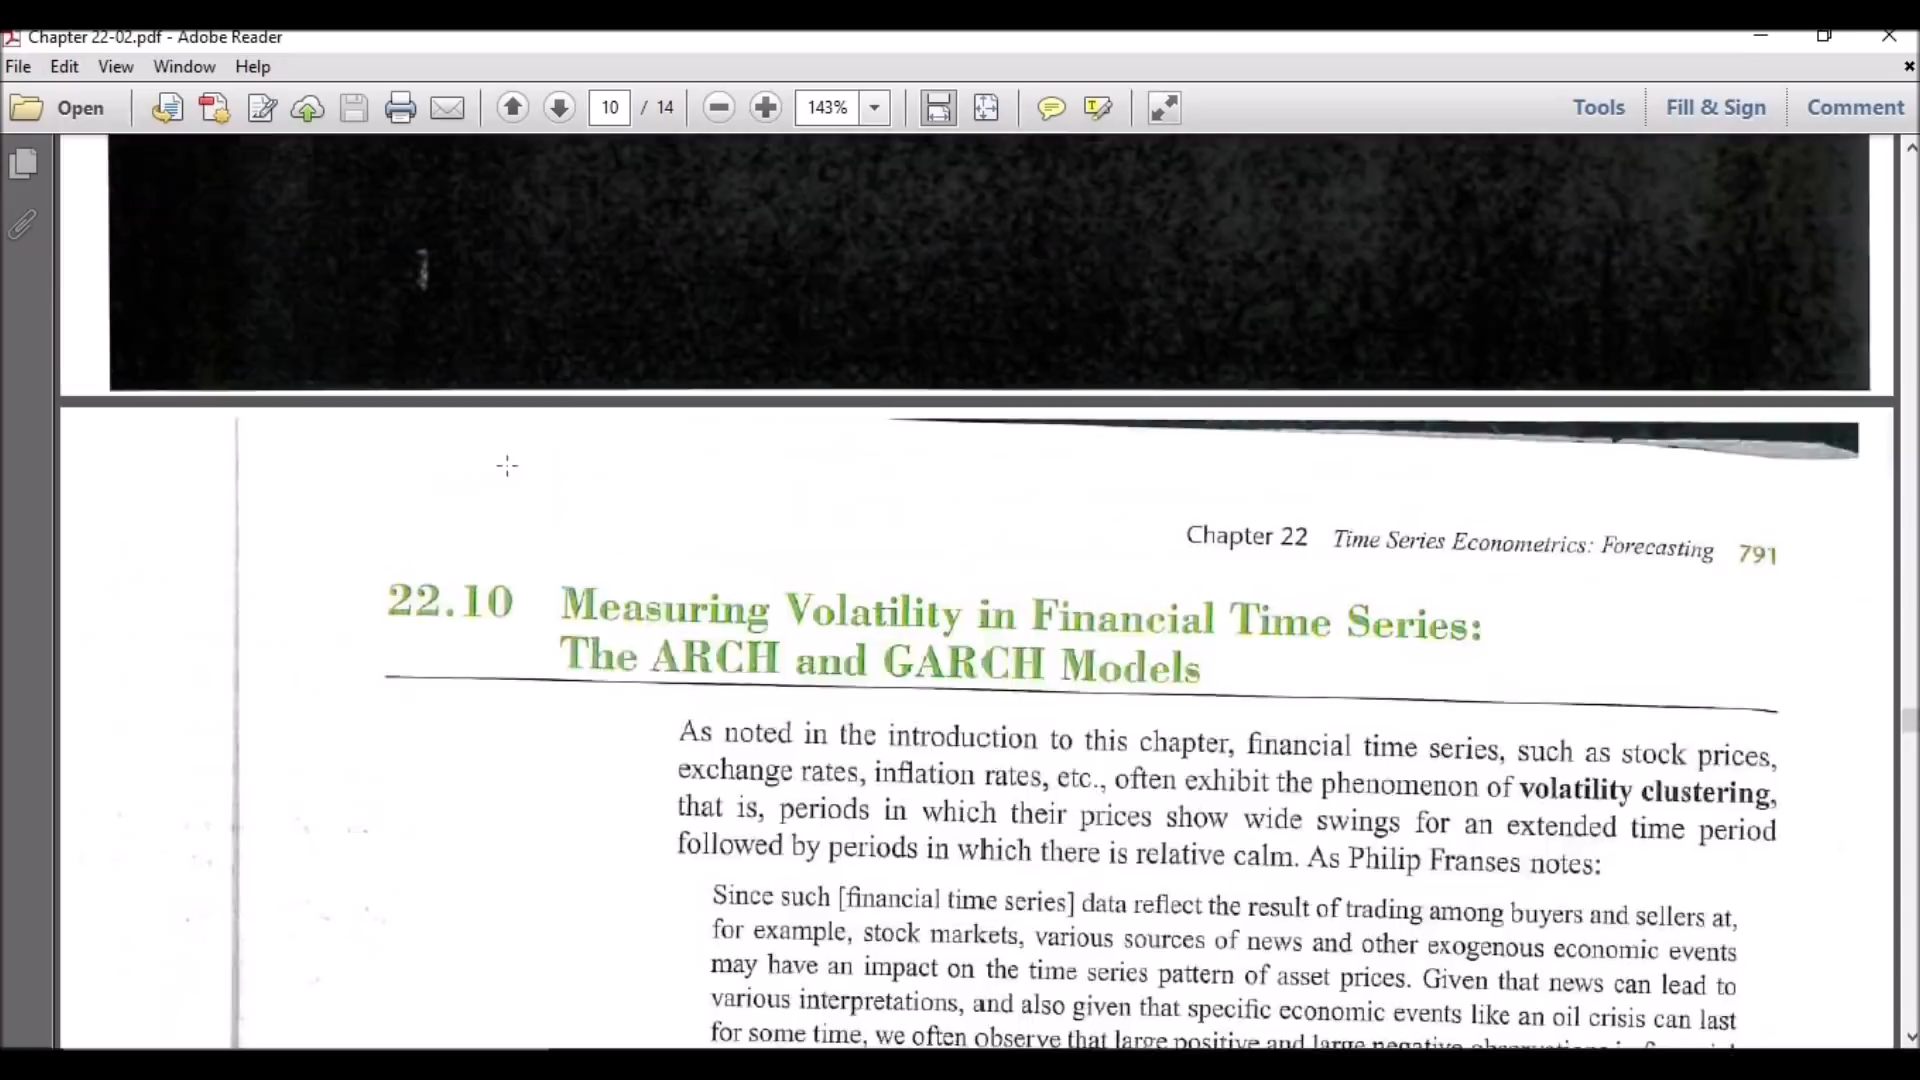 Chapter 22-02.pdf - Adobe Reader
File Edit View Window Help
Open 10 / 14 143% Tools Fill & Sign Comment
Chapter 22 Time Series Econometrics: Forecasting 791
22.10 Measuring Volatility in Financial Time Series:
The ARCH and GARCH Models
As noted in the introduction to this chapter, financial time series, such as stock prices,
exchange rates, inflation rates, etc., often exhibit the phenomenon of volatility clustering,
that is, periods in which their prices show wide swings for an extended time period
followed by periods in which there is relative calm. As Philip Franses notes:
Since such [financial time series] data reflect the result of trading among buyers and sellers at,
for example, stock markets, various sources of news and other exogenous economic events
may have an impact on the time series pattern of asset prices. Given that news can lead to
various interpretations, and also given that specific economic events like an oil crisis can last
for some time, we often observe that large positive and large negative